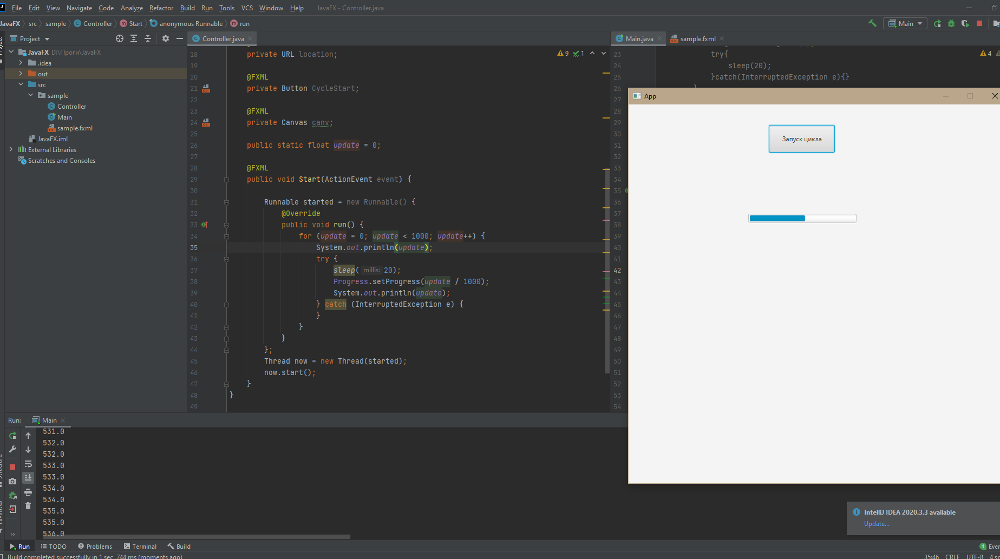 File Edit View Navigate Code Analyze Refactor Build Run Tools VCS Window Help JavaFX - Controller.java
JavaFX src sample Controller Start anonymous Runnable run
Main
Project
Controller.java
Main.java
sample.fxml
JavaFX D:\Проги\JavaFX
.idea
out
src
sample
Controller
Main
sample.fxml
JavaFX.iml
External Libraries
Scratches and Consoles
9 1
18 private URL location;
19
20 @FXML
21 private Button CycleStart;
22
23 @FXML
24 private Canvas canv;
25
26 public static float update = 0;
27
28 @FXML
29 public void Start(ActionEvent event) {
30
31 Runnable started = new Runnable() {
32 @Override
33 public void run() {
34 for (update = 0; update < 1000; update++) {
35 System.out.println(update);
36 try {
37 sleep( millis: 20);
38 Progress.setProgress(update / 1000);
39 System.out.println(update);
40 } catch (InterruptedException e) {
41 }
42 }
43 }
44 };
45 Thread now = new Thread(started);
46 now.start();
47 }
48 }
49
4
23 try{
24 sleep(20);
25 }catch(InterruptedException e){}
26
27
28
29
30
31
32
33
34
35
36
37
38
39
40
41
42
43
44
45
46
47
48
49
50
51
52
53
54
App
Запуск цикла
Run: Main
531.0
532.0
532.0
533.0
533.0
534.0
534.0
535.0
535.0
536.0
IntelliJ IDEA 2020.3.3 available
Update...
Run TODO Problems Terminal Build
1
Build completed successfully in 1 sec, 744 ms (moments ago)
35:46 CRLF UTF-8